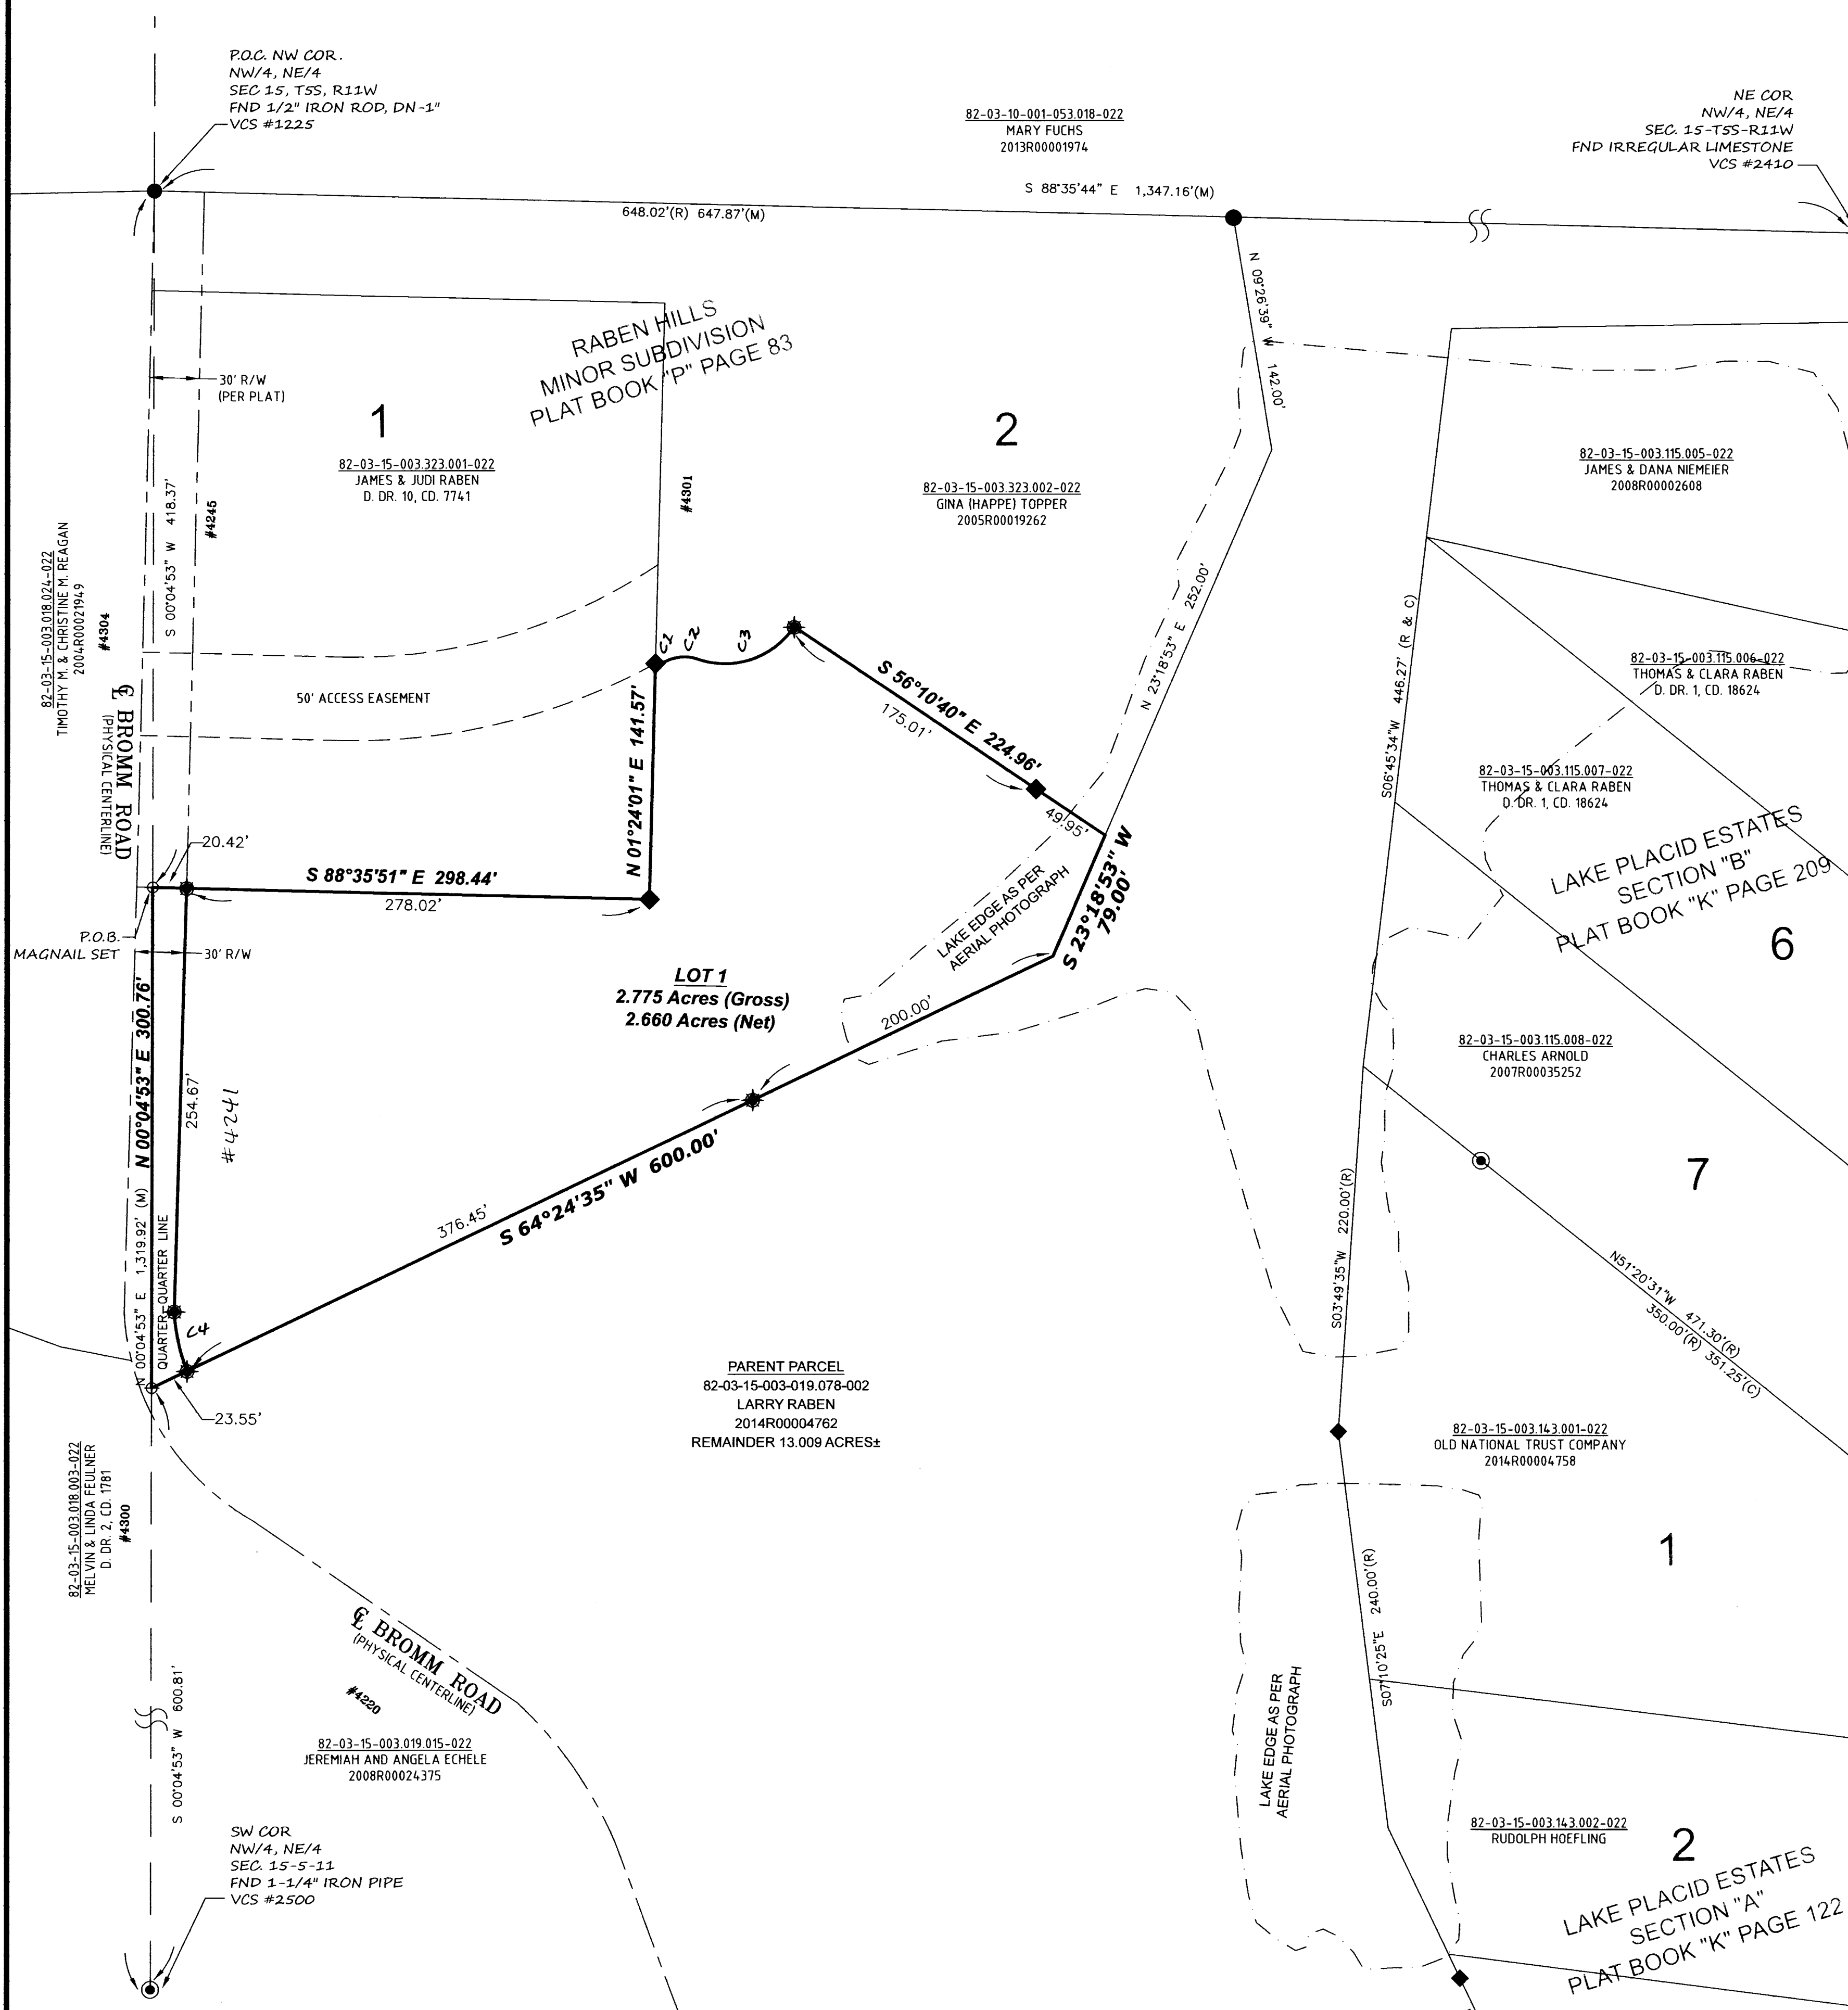 P.O.C. NW COR.
NW/4, NE/4
SEC 15, T5S, R11W
FND 1/2" IRON ROD, DN-1"
VCS #1225
82-03-10-001-053.018-022
MARY FUCHS
2013R00001974
NE COR
NW/4, NE/4
SEC. 15-T5S-R11W
FND IRREGULAR LIMESTONE
VCS #2410
S 88°35'44" E 1,347.16'(M)
648.02'(R) 647.87'(M)
N 09°26'39" W 142.00'
RABEN HILLS
MINOR SUBDIVISION
PLAT BOOK "P" PAGE 83
30' R/W
(PER PLAT)
1
82-03-15-003.323.001-022
JAMES & JUDI RABEN
D. DR. 10, CD. 7741
2
82-03-15-003.323.002-022
GINA (HAPPE) TOPPER
2005R00019262
82-03-15-003.115.005-022
JAMES & DANA NIEMEIER
2008R00002608
#4301
#4245
S 00°04'53" W 418.37'
82-03-15-003.018.024-022
TIMOTHY M. & CHRISTINE M. REAGAN
2004R00021949
#4304
℄ BROMM ROAD
(PHYSICAL CENTERLINE)
50' ACCESS EASEMENT
C1
C2
C3
N 01°24'01" E 141.57'
S 56°10'40" E 224.96'
175.01'
49.95'
N 23°18'53" E 252.00'
S06°45'34"W 446.27' (R & C)
82-03-15-003.115.006-022
THOMAS & CLARA RABEN
D. DR. 1, CD. 18624
82-03-15-003.115.007-022
THOMAS & CLARA RABEN
D. DR. 1, CD. 18624
LAKE PLACID ESTATES
SECTION "B"
PLAT BOOK "K" PAGE 209
6
20.42'
S 88°35'51" E 298.44'
278.02'
P.O.B.
MAGNAIL SET
30' R/W
LAKE EDGE AS PER
AERIAL PHOTOGRAPH
S 23°18'53" W
79.00'
LOT 1
2.775 Acres (Gross)
2.660 Acres (Net)
200.00'
N 00°04'53" E 300.76'
254.67'
#4241
82-03-15-003.115.008-022
CHARLES ARNOLD
2007R00035252
7
N 00°04'53" E 1,319.92' (M)
QUARTER-QUARTER LINE
376.45'
S 64°24'35" W 600.00'
S03°49'35"W 220.00'(R)
N51°20'31"W 471.30'(R)
350.00'(R) 351.25'(C)
C4
23.55'
PARENT PARCEL
82-03-15-003-019.078-002
LARRY RABEN
2014R00004762
REMAINDER 13.009 ACRES±
82-03-15-003.143.001-022
OLD NATIONAL TRUST COMPANY
2014R00004758
82-03-15-003.018.003-022
MELVIN & LINDA FEULNER
D. DR. 2, CD. 1781
#4300
1
℄ BROMM ROAD
(PHYSICAL CENTERLINE)
#4220
S07°10'25"E 240.00'(R)
LAKE EDGE AS PER
AERIAL PHOTOGRAPH
S 00°04'53" W 600.81'
82-03-15-003.019.015-022
JEREMIAH AND ANGELA ECHELE
2008R00024375
82-03-15-003.143.002-022
RUDOLPH HOEFLING
2
LAKE PLACID ESTATES
SECTION "A"
PLAT BOOK "K" PAGE 122
SW COR
NW/4, NE/4
SEC. 15-5-11
FND 1-1/4" IRON PIPE
VCS #2500